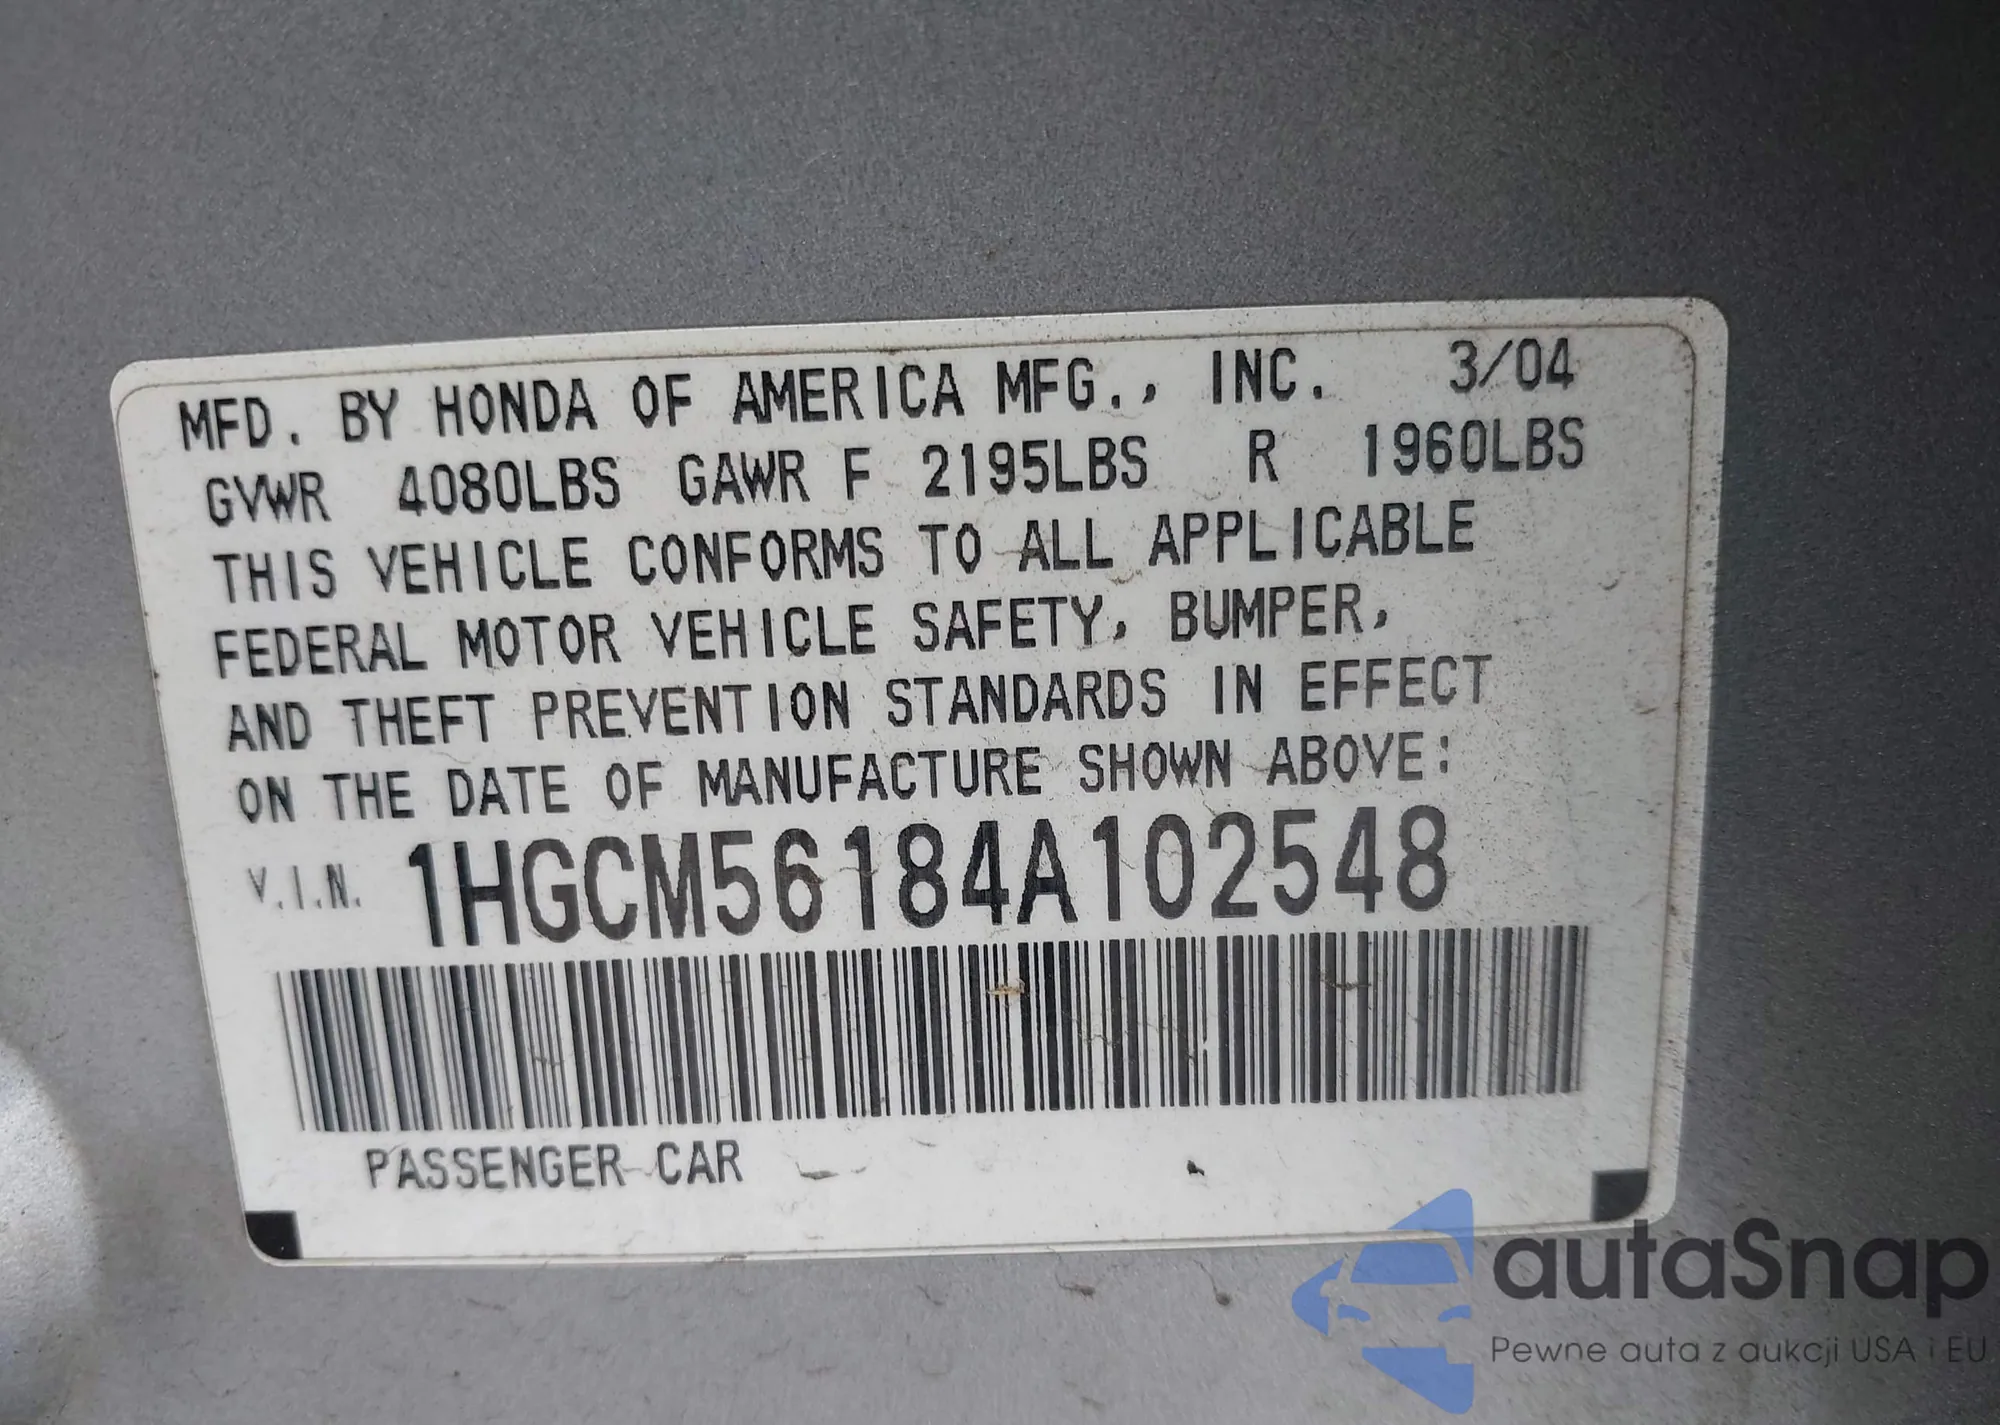 MFD. BY HONDA OF AMERICA MFG., INC. 3/04
GVWR 4080LBS GAWR F 2195LBS R 1960LBS
THIS VEHICLE CONFORMS TO ALL APPLICABLE
FEDERAL MOTOR VEHICLE SAFETY, BUMPER,
AND THEFT PREVENTION STANDARDS IN EFFECT
ON THE DATE OF MANUFACTURE SHOWN ABOVE:
V.I.N. 1HGCM56184A102548
PASSENGER CAR
autaSnap
Pewne auta z aukcji USA i EU